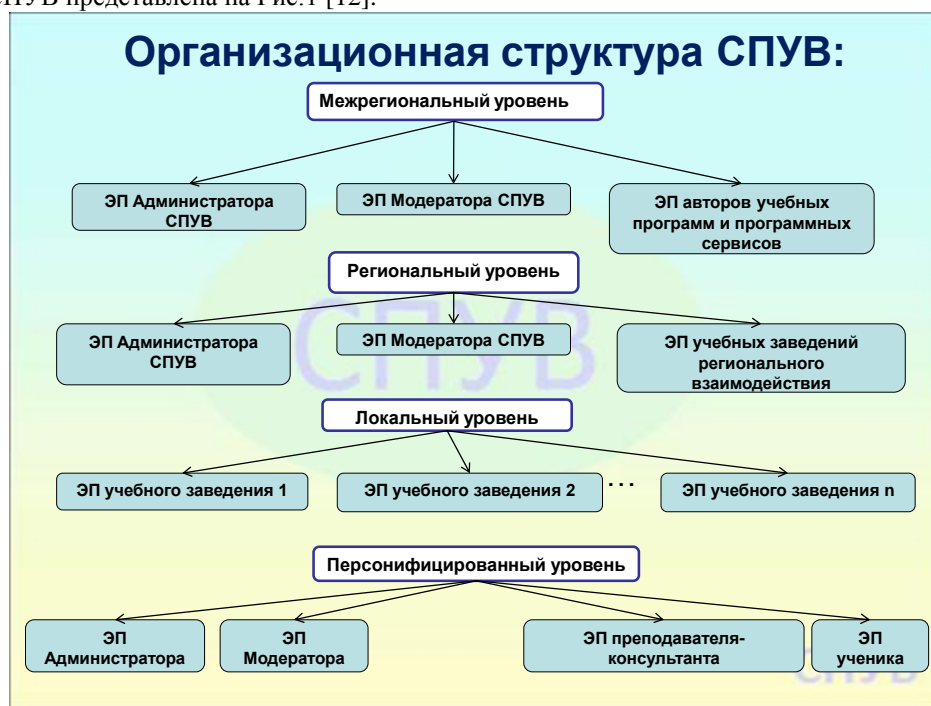 СПУВ представлена на Рис.1 [12].
Организационная структура СПУВ:
Межрегиональный уровень
ЭП Администратора
СПУВ
ЭП Модератора СПУВ
ЭП авторов учебных
программ и программных
сервисов
Региональный уровень
ЭП Администратора
СПУВ
ЭП Модератора СПУВ
ЭП учебных заведений
регионального
взаимодействия
СПУВ
Локальный уровень
ЭП учебного заведения 1
ЭП учебного заведения 2
...
ЭП учебного заведения n
Персонифицированный уровень
ЭП
Администратора
ЭП
Модератора
ЭП преподавателя-
консультанта
ЭП
ученика
СПУВ